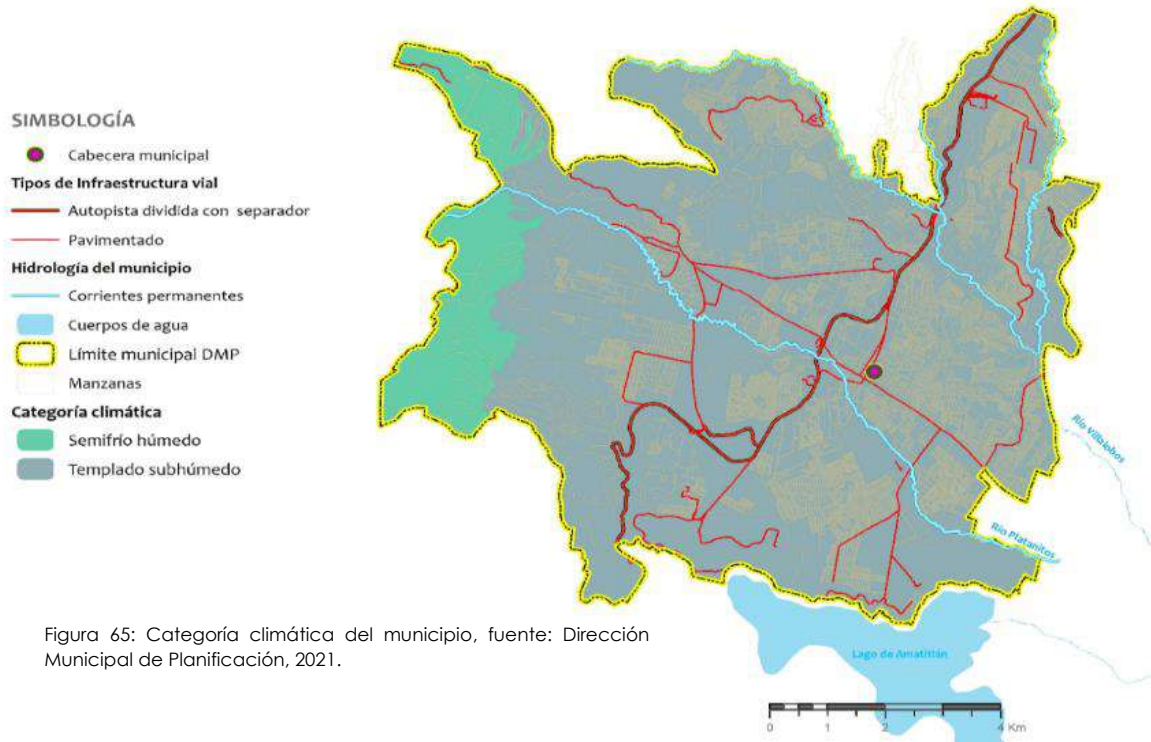 SIMBOLOGÍA
Cabecera municipal
Tipos de Infraestructura vial
Autopista dividida con separador
Pavimentado
Hidrología del municipio
Corrientes permanentes
Cuerpos de agua
Límite municipal DMP
Manzanas
Categoría climática
Semifrío húmedo
Templado subhúmedo
Río Villalobos
Río Platanitos
Lago de Amatitlán
Figura 65: Categoría climática del municipio, fuente: Dirección
Municipal de Planificación, 2021.
0 1 2 4 Km